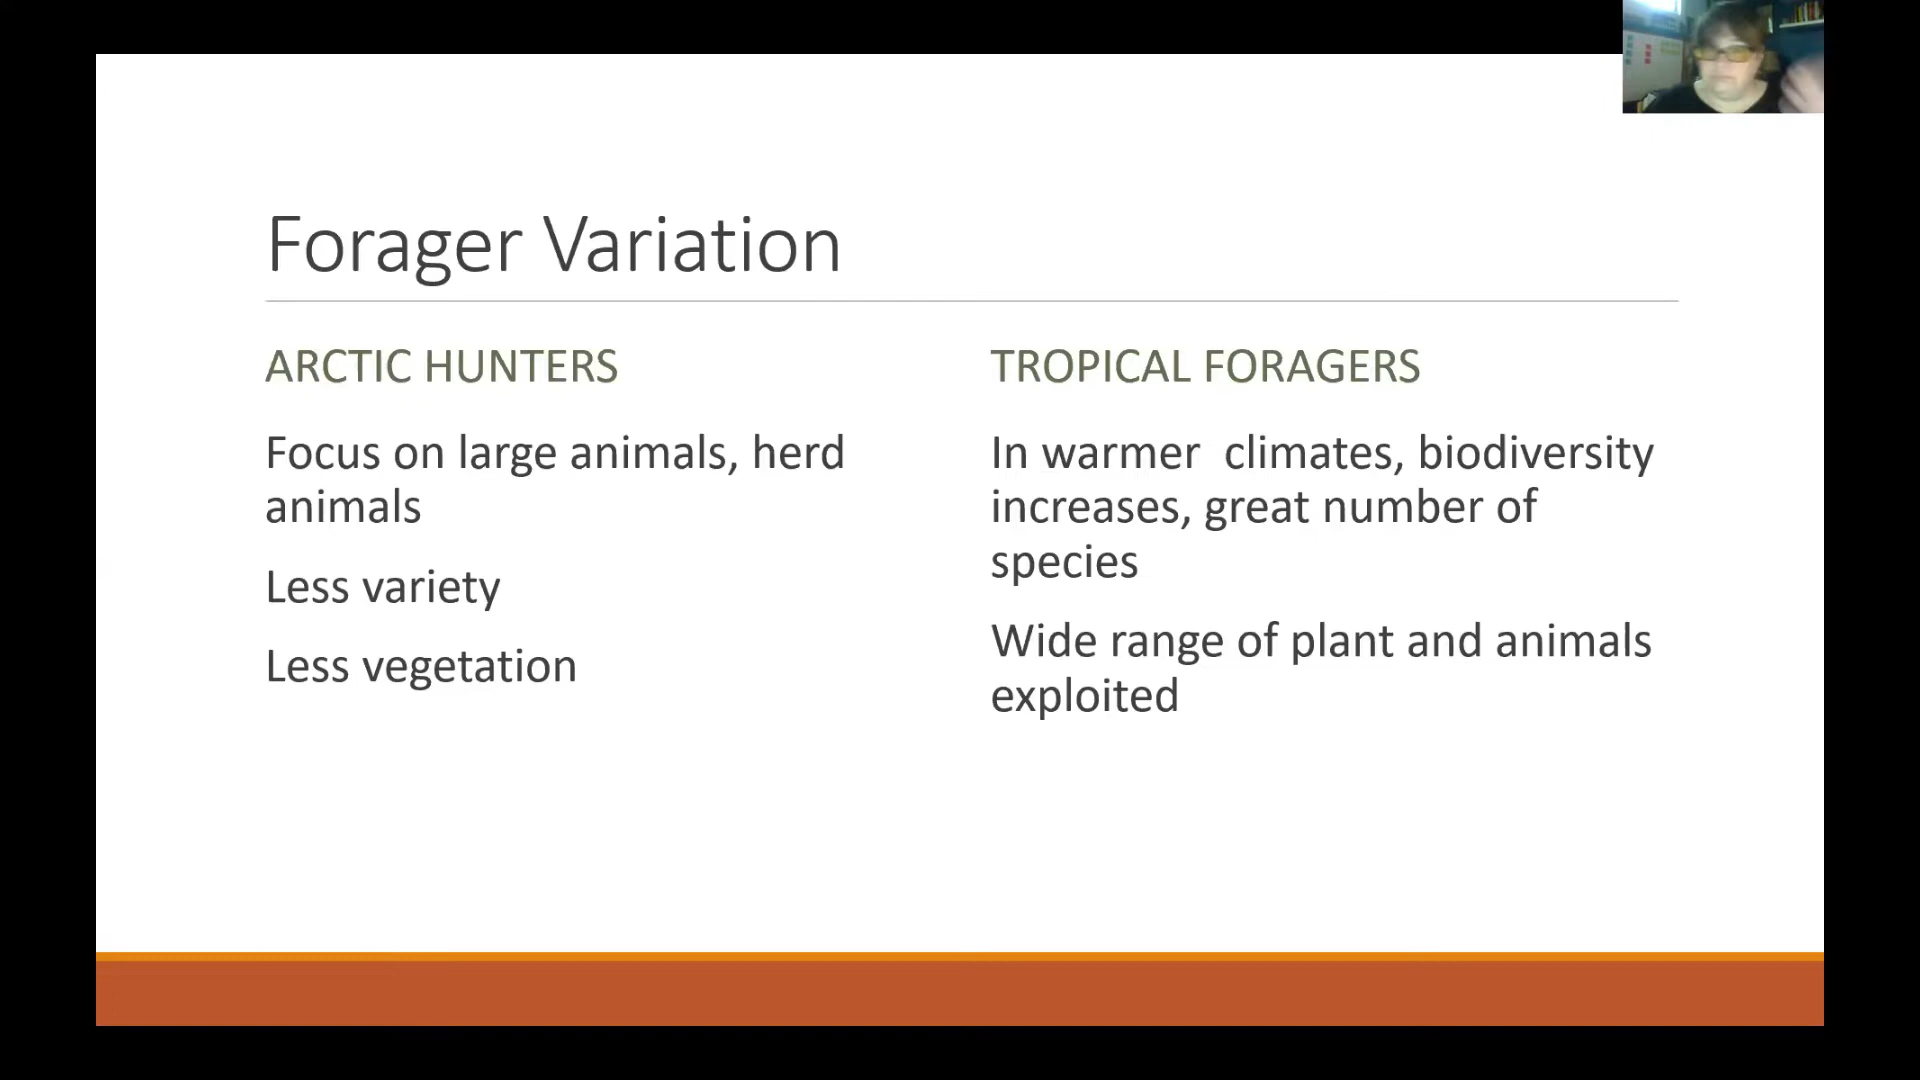 Forager Variation
ARCTIC HUNTERS
Focus on large animals, herd
animals
Less variety
Less vegetation
TROPICAL FORAGERS
In warmer  climates, biodiversity
increases, great number of
species
Wide range of plant and animals
exploited